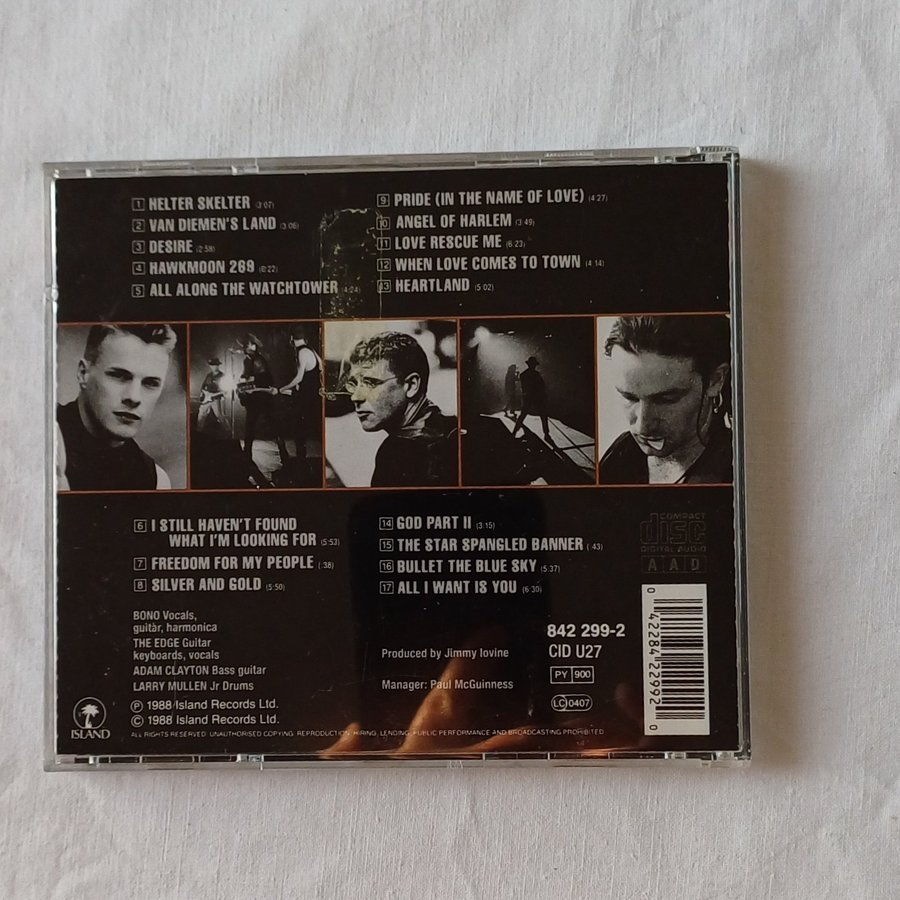 1 HELTER SKELTER (3:07)
2 VAN DIEMEN'S LAND (3:06)
3 DESIRE (2:58)
4 HAWKMOON 269 (6:22)
5 ALL ALONG THE WATCHTOWER (4:24)
9 PRIDE (IN THE NAME OF LOVE) (4:27)
10 ANGEL OF HARLEM (3:49)
11 LOVE RESCUE ME (6:23)
12 WHEN LOVE COMES TO TOWN (4:14)
13 HEARTLAND (5:02)
6 I STILL HAVEN'T FOUND
WHAT I'M LOOKING FOR (5:53)
7 FREEDOM FOR MY PEOPLE (:38)
8 SILVER AND GOLD (5:50)
14 GOD PART II (3:15)
15 THE STAR SPANGLED BANNER (:43)
16 BULLET THE BLUE SKY (5:37)
17 ALL I WANT IS YOU (6:30)
COMPACT
disc
DIGITAL AUDIO
A A D
BONO Vocals,
guitar, harmonica
THE EDGE Guitar
keyboards, vocals
ADAM CLAYTON Bass guitar
LARRY MULLEN Jr Drums
℗ 1988 Island Records Ltd.
© 1988 Island Records Ltd.
ISLAND
Produced by Jimmy Iovine
Manager: Paul McGuinness
842 299-2
CID U27
PY 900
LC 0407
0 42284 22992 0
ALL RIGHTS RESERVED. UNAUTHORISED COPYING, REPRODUCTION, HIRING, LENDING, PUBLIC PERFORMANCE AND BROADCASTING PROHIBITED